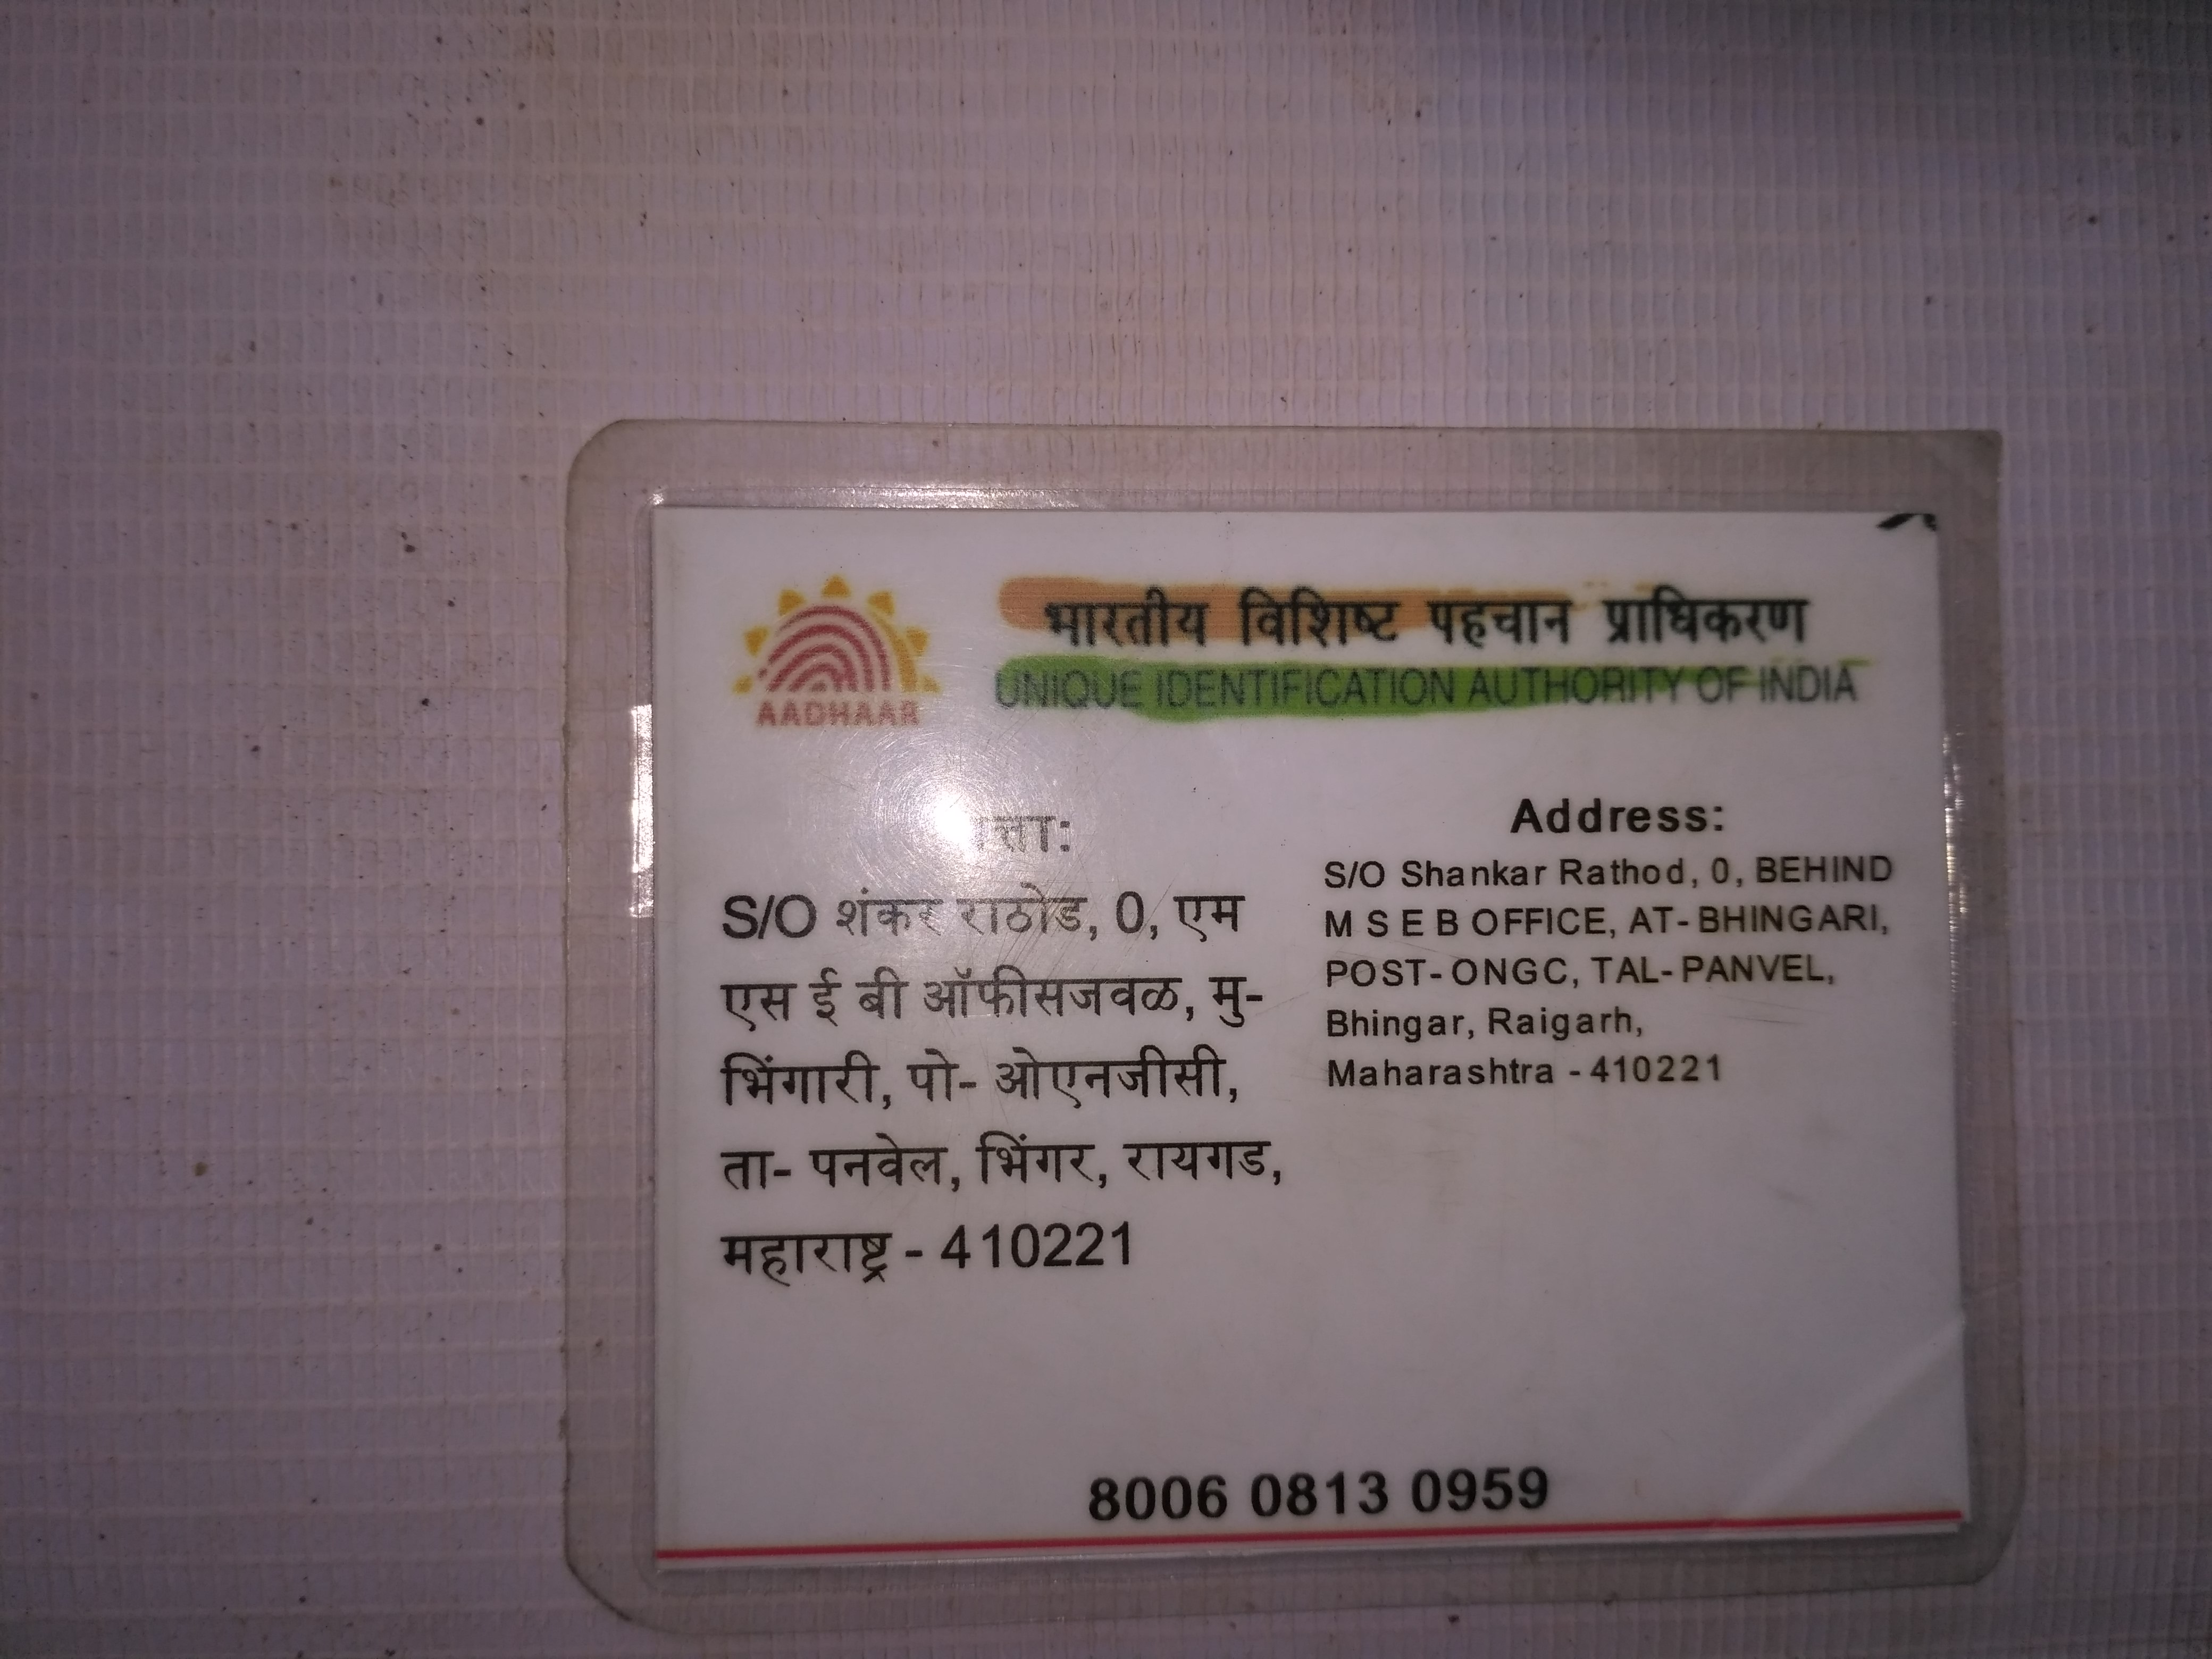 भारतीय विशिष्ट पहचान प्राधिकरण
UNIQUE IDENTIFICATION AUTHORITY OF INDIA
AADHAAR
पत्ता:
S/O शंकर राठोड, 0, एम
एस ई बी ऑफीसजवळ, मु-
भिंगारी, पो- ओएनजीसी,
ता- पनवेल, भिंगर, रायगड,
महाराष्ट्र - 410221
Address:
S/O Shankar Rathod, 0, BEHIND
M S E B OFFICE, AT- BHINGARI,
POST- ONGC, TAL- PANVEL,
Bhingar, Raigarh,
Maharashtra - 410221
8006 0813 0959